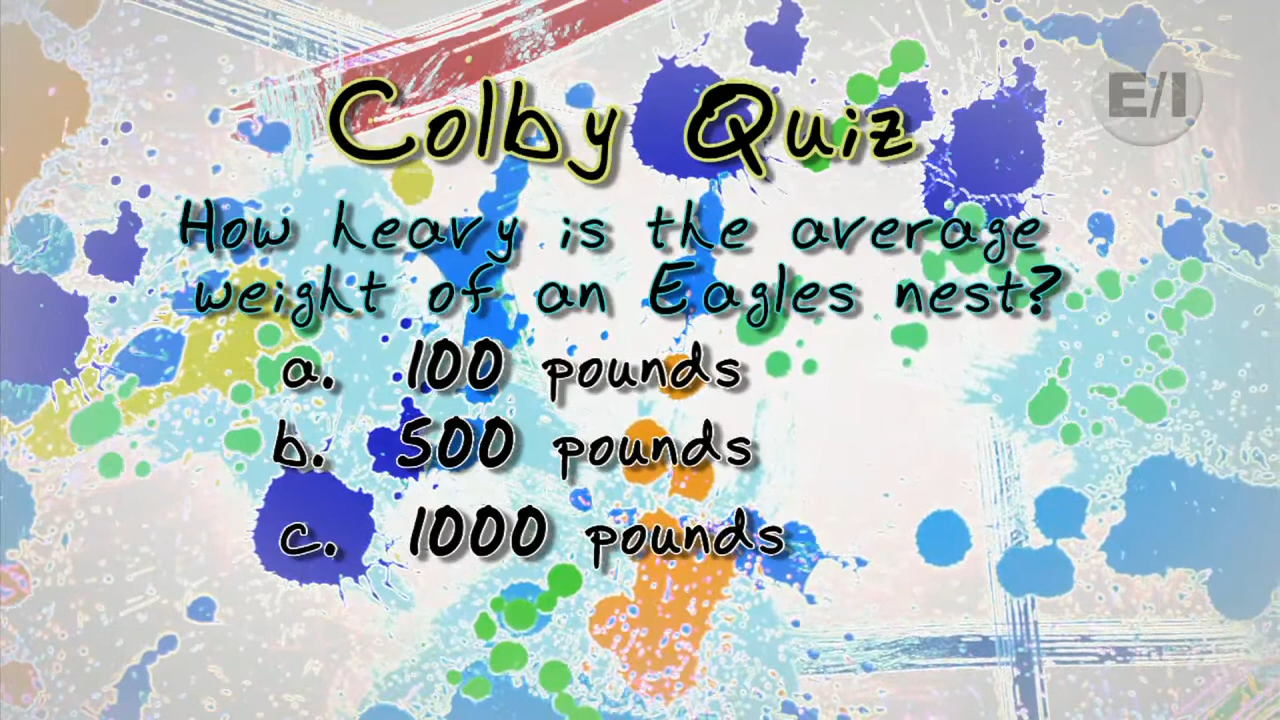 E/I
Colby Quiz
How heavy is the average
weight of an Eagles nest?
a. 100 pounds
b. 500 pounds
c. 1000 pounds